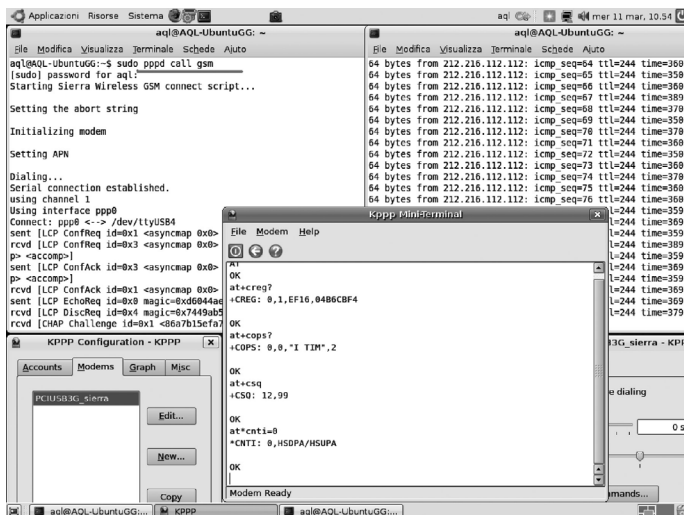 Applicazioni Risorse Sistema
aql
mer 11 mar, 10.54
aql@AQL-UbuntuGG: ~
File Modifica Visualizza Terminale Schede Ajuto
aql@AQL-UbuntuGG:~$ sudo pppd call gsm
[sudo] password for aql:
Starting Sierra Wireless GSM connect script...
Setting the abort string
Initializing modem
Setting APN
Dialing...
Serial connection established.
using channel 1
Using interface ppp0
Connect: ppp0 <--> /dev/ttyUSB4
sent [LCP ConfReq id=0x1 <asyncmap 0x0>
rcvd [LCP ConfReq id=0x3 <asyncmap 0x0>
p> <accomp>]
sent [LCP ConfAck id=0x3 <asyncmap 0x0>
p> <accomp>]
rcvd [LCP ConfAck id=0x1 <asyncmap 0x0>
sent [LCP EchoReq id=0x0 magic=0xd6044ae
rcvd [LCP DiscReq id=0x4 magic=0x7449ab5
rcvd [CHAP Challenge id=0x1 <86a7b15efa7
aql@AQL-UbuntuGG: ~
File Modifica Visualizza Terminale Schede Ajuto
64 bytes from 212.216.112.112: icmp_seq=64 ttl=244 time=360
64 bytes from 212.216.112.112: icmp_seq=65 ttl=244 time=350
64 bytes from 212.216.112.112: icmp_seq=66 ttl=244 time=360
64 bytes from 212.216.112.112: icmp_seq=67 ttl=244 time=389
64 bytes from 212.216.112.112: icmp_seq=68 ttl=244 time=370
64 bytes from 212.216.112.112: icmp_seq=69 ttl=244 time=350
64 bytes from 212.216.112.112: icmp_seq=70 ttl=244 time=370
64 bytes from 212.216.112.112: icmp_seq=71 ttl=244 time=360
64 bytes from 212.216.112.112: icmp_seq=72 ttl=244 time=350
64 bytes from 212.216.112.112: icmp_seq=73 ttl=244 time=360
64 bytes from 212.216.112.112: icmp_seq=74 ttl=244 time=370
64 bytes from 212.216.112.112: icmp_seq=75 ttl=244 time=360
64 bytes from 212.216.112.112: icmp_seq=76 ttl=244 time=360
l=244 time=359
l=244 time=369
l=244 time=359
l=244 time=359
l=244 time=389
l=244 time=359
l=244 time=369
l=244 time=369
l=244 time=379
Kppp Mini-Terminal
File Modem Help
AT
OK
at+creg?
+CREG: 0,1,EF16,04B6CBF4
OK
at+cops?
+COPS: 0,0,"I TIM",2
OK
at+csq
+CSQ: 12,99
OK
at*cnti=0
*CNTI: 0,HSDPA/HSUPA
OK
Modem Ready
KPPP Configuration - KPPP
Accounts Modems Graph Misc
PCIUSB3G_sierra
Edit...
New...
Copy
B3G_sierra - KPPP
e dialing
0 s
mands...
aql@AQL-UbuntuGG:... KPPP aql@AQL-UbuntuGG:...